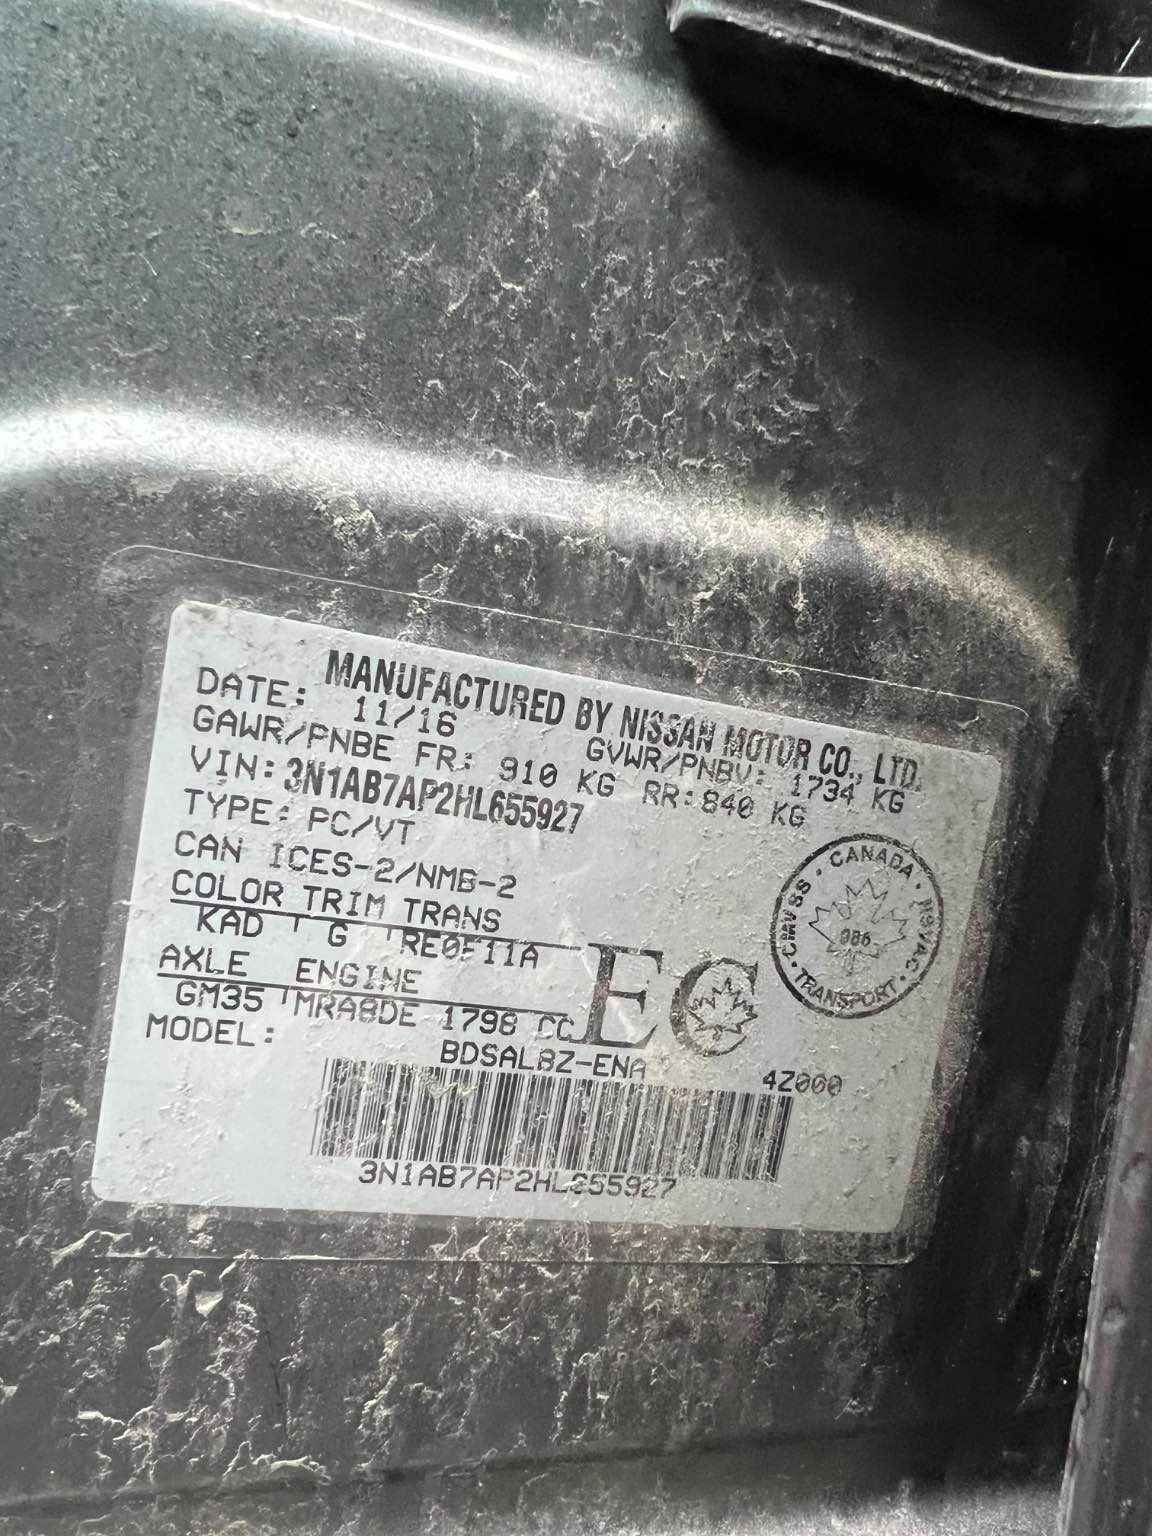 MANUFACTURED BY NISSAN MOTOR CO., LTD.
DATE: 11/16 GVWR/PNBV: 1734 KG
GAWR/PNBE FR: 910 KG RR: 840 KG
VIN: 3N1AB7AP2HL655927
TYPE: PC/VT
CAN ICES-2/NMB-2
COLOR TRIM TRANS
KAD G RE0F11A
AXLE ENGINE
GM35 MRA8DE 1798 CC
MODEL: BDSALBZ-ENA 4Z000
EC
CANADA · NSVAC · TRANSPORT · CMVSS ·
006
3N1AB7AP2HL655927